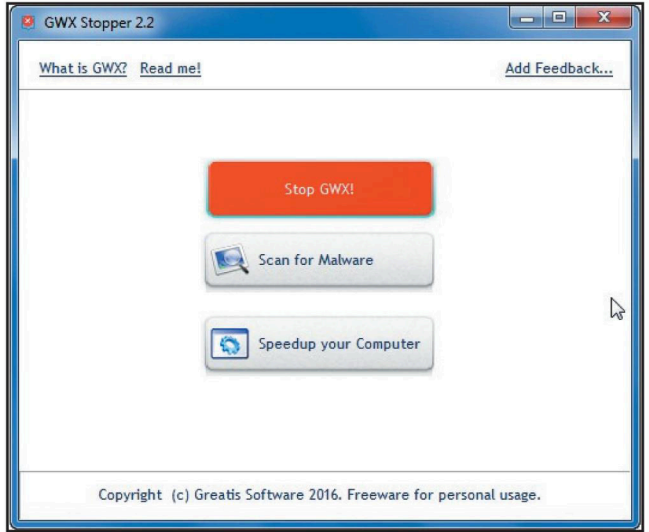 GWX Stopper 2.2
What is GWX? Read me! Add Feedback...
Stop GWX!
Scan for Malware
Speedup your Computer
Copyright (c) Greatis Software 2016. Freeware for personal usage.